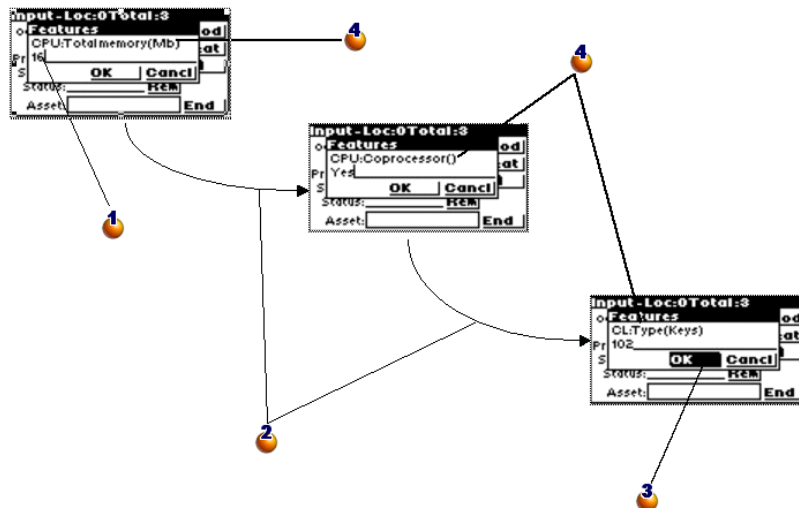 Input-Loc:0Total:3
Features
od
CPU:Totalmemory(Mb)
at
16
OK Cancl
Status: Rem
Asset: End
4
4
Input-Loc:0Total:3
Features
od
CPU:Coprocessor()
at
Yes
OK Cancl
Status: Rem
Asset: End
1
Input-Loc:0Total:3
Features
od
CL:Type(Keys)
at
102
OK Cancl
Status: Rem
Asset: End
2
3